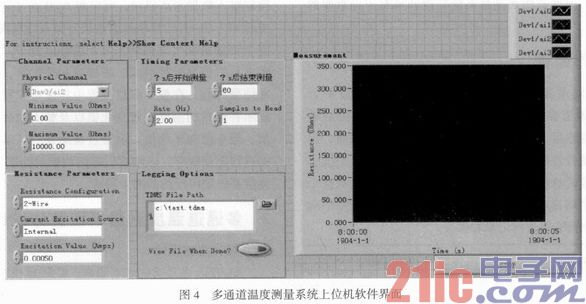 Dev1/ai0
Dev1/ai1
Dev1/ai2
Dev1/ai3
For instructions, select Help>>Show Context Help
Channel Parameters
Physical Channel
Dev3/ai2
Minimum Value (Ohms)
0.00
Maximum Value (Ohms)
10000.00
Timing Parameters
?s后开始测量
5
?s后结束测量
60
Rate (Hz)
2.00
Samples to Read
1
Resistance Parameters
Resistance Configuration
2-Wire
Current Excitation Source
Internal
Excitation Value (Amps)
0.00050
Logging Options
TDMS File Path
c:\test.tdms
View File When Done?
Measurement
350.000
300.000
250.000
200.000
150.000
100.000
50.000
0.000
Resistance (Ohms)
8:00:00
1904-1-1
8:00:05
1904-1-1
Time (s)
21ic.com
电子网
图 4 多通道温度测量系统上位机软件界面